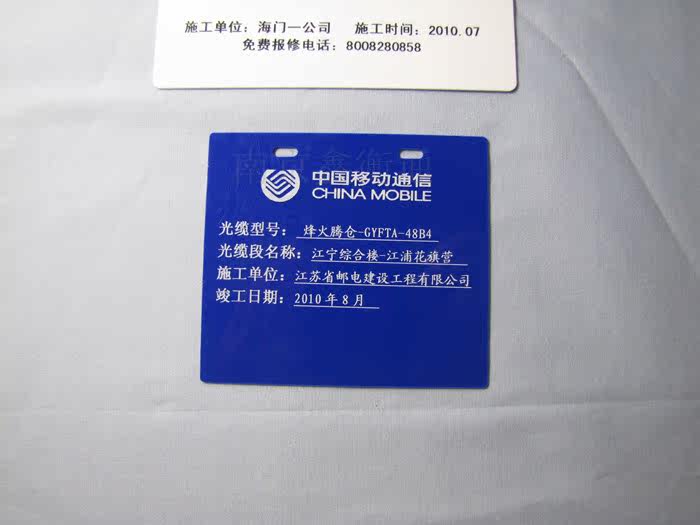 施工单位：海门一公司 施工时间：2010.07
免费报修电话：8008280858
中国移动通信
CHINA MOBILE
光缆型号：烽火腾仓-GYFTA-48B4
光缆段名称：江宁综合楼-江浦花旗营
施工单位：江苏省邮电建设工程有限公司
竣工日期：2010年8月